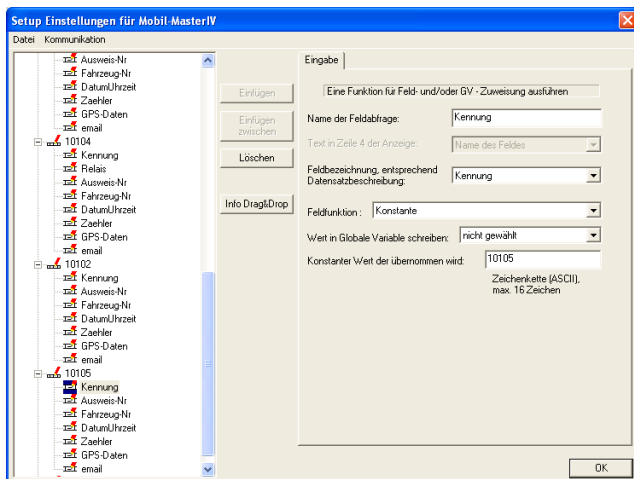 Setup Einstellungen für Mobil-MasterIV
Datei Kommunikation
Ausweis-Nr
Fahrzeug-Nr
DatumUhrzeit
Zaehler
GPS-Daten
email
10104
Kennung
Relais
Ausweis-Nr
Fahrzeug-Nr
DatumUhrzeit
Zaehler
GPS-Daten
email
10102
Kennung
Ausweis-Nr
Fahrzeug-Nr
DatumUhrzeit
Zaehler
GPS-Daten
email
10105
Kennung
Ausweis-Nr
Fahrzeug-Nr
DatumUhrzeit
Zaehler
GPS-Daten
email
Einfügen
Einfügen
zwischen
Löschen
Info Drag&Drop
Eingabe
Eine Funktion für Feld- und/oder GV - Zuweisung ausführen
Name der Feldabfrage: Kennung
Text in Zeile 4 der Anzeige: Name des Feldes
Feldbezeichnung, entsprechend
Datensatzbeschreibung: Kennung
Feldfunktion : Konstante
Wert in Globale Variable schreiben: nicht gewählt
Konstanter Wert der übernommen wird: 10105
Zeichenkette (ASCII),
max. 16 Zeichen
OK